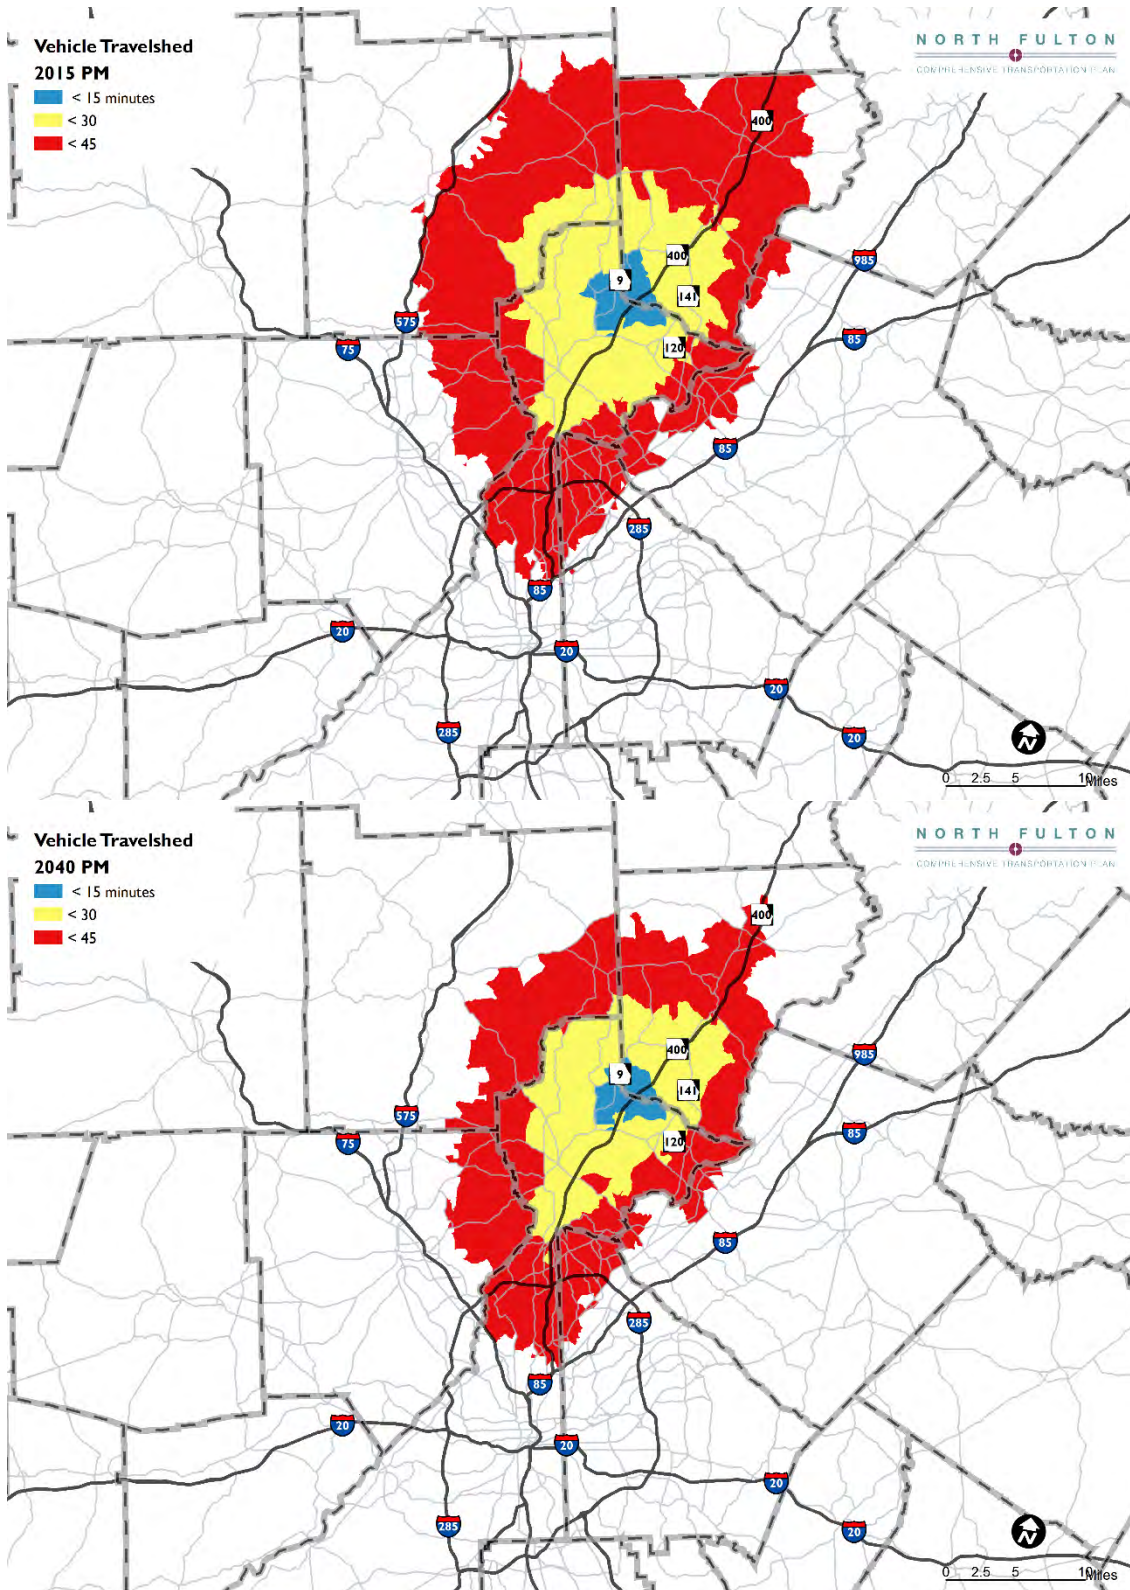 Vehicle Travelshed
2015 PM
< 15 minutes
< 30
< 45
NORTH FULTON
COMPREHENSIVE TRANSPORTATION PLAN
400
985
400
9
141
575
75
120
85
85
285
85
20
20
20
285
20
N
0 2.5 5 10 Miles
Vehicle Travelshed
2040 PM
< 15 minutes
< 30
< 45
NORTH FULTON
COMPREHENSIVE TRANSPORTATION PLAN
400
400
985
9
141
575
75
120
85
85
285
85
20
20
20
285
20
N
0 2.5 5 10 Miles